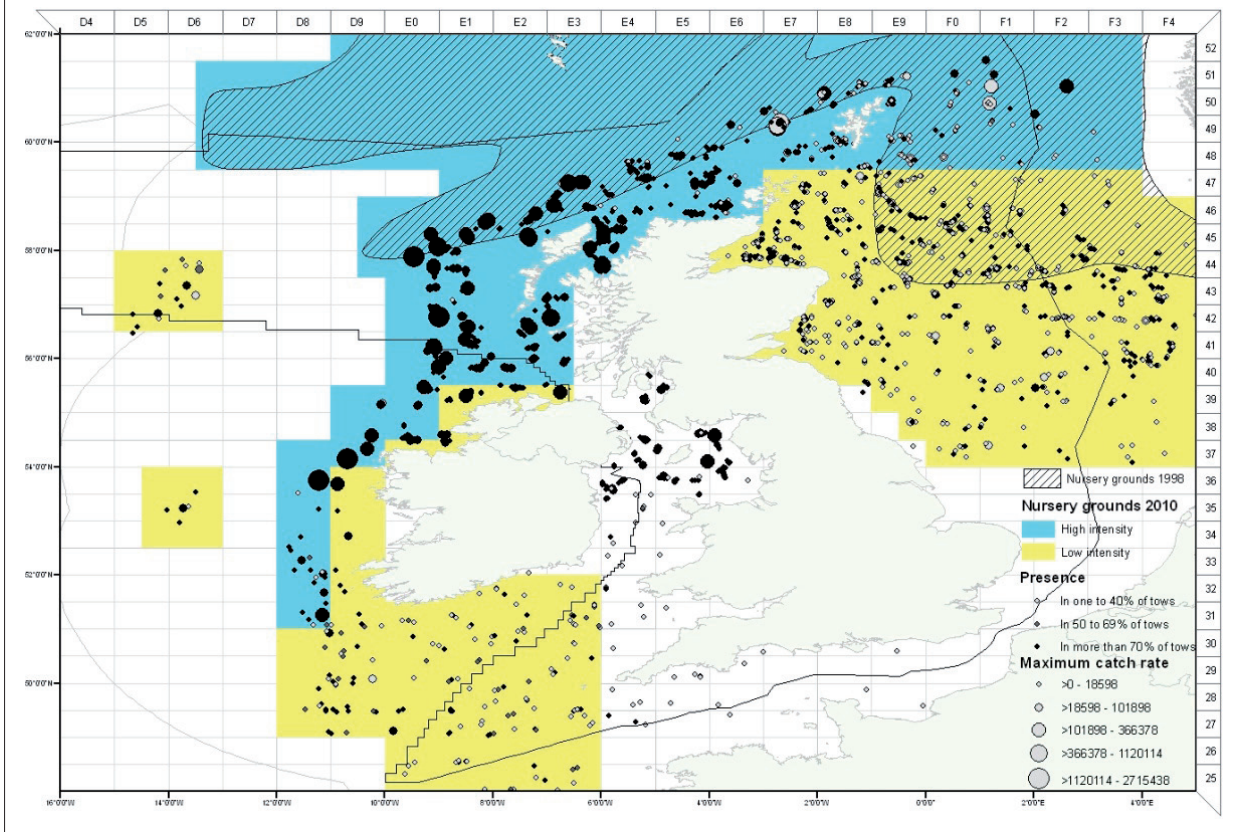 D4 D5 D6 D7 D8 D9 E0 E1 E2 E3 E4 E5 E6 E7 E8 E9 F0 F1 F2 F3 F4
62°0'0"N
52
51
50
60°0'0"N
49
48
47
46
58°0'0"N
45
44
43
42
56°0'0"N
41
40
39
38
54°0'0"N
37
36
35
34
33
52°0'0"N
32
31
30
29
50°0'0"N
28
27
26
25
Nursery grounds 1998
Nursery grounds 2010
High intensity
Low intensity
Presence
In one to 40% of tows
In 50 to 69% of tows
In more than 70% of tows
Maximum catch rate
>0 - 18598
>18598 - 101898
>101898 - 366378
>366378 - 1120114
>1120114 - 2715438
16°0'0"W 14°0'0"W 12°0'0"W 10°0'0"W 8°0'0"W 6°0'0"W 4°0'0"W 2°0'0"W 0°0'0" 2°0'0"E 4°0'0"E